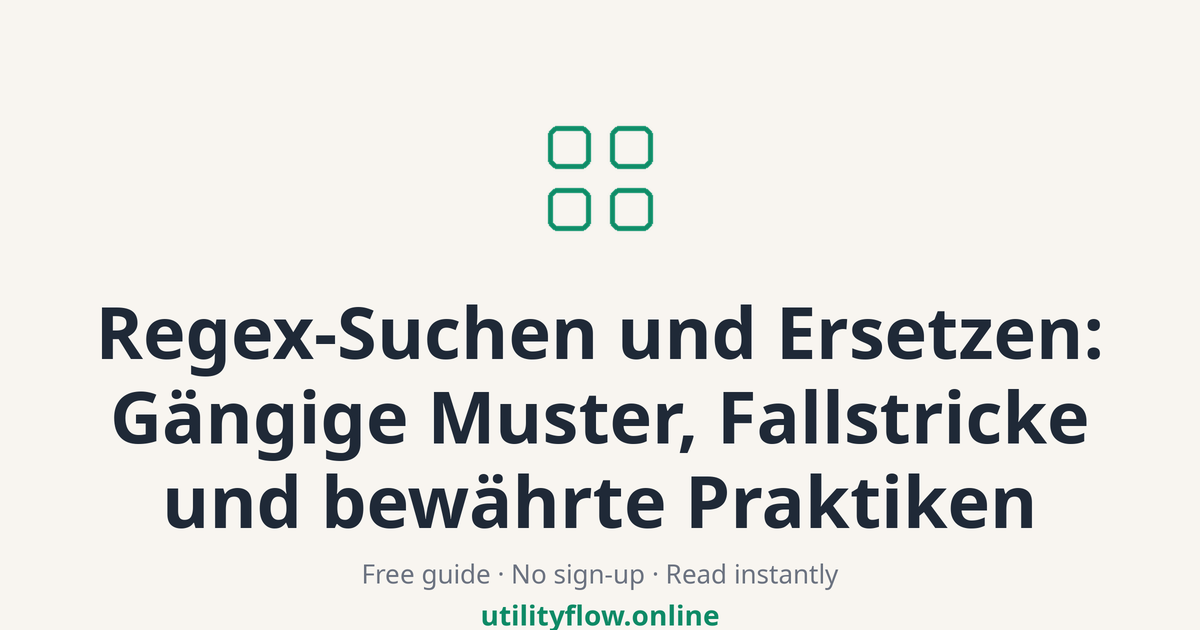 Regex-Suchen und Ersetzen:
Gängige Muster, Fallstricke
und bewährte Praktiken
Free guide · No sign-up · Read instantly
utilityflow.online